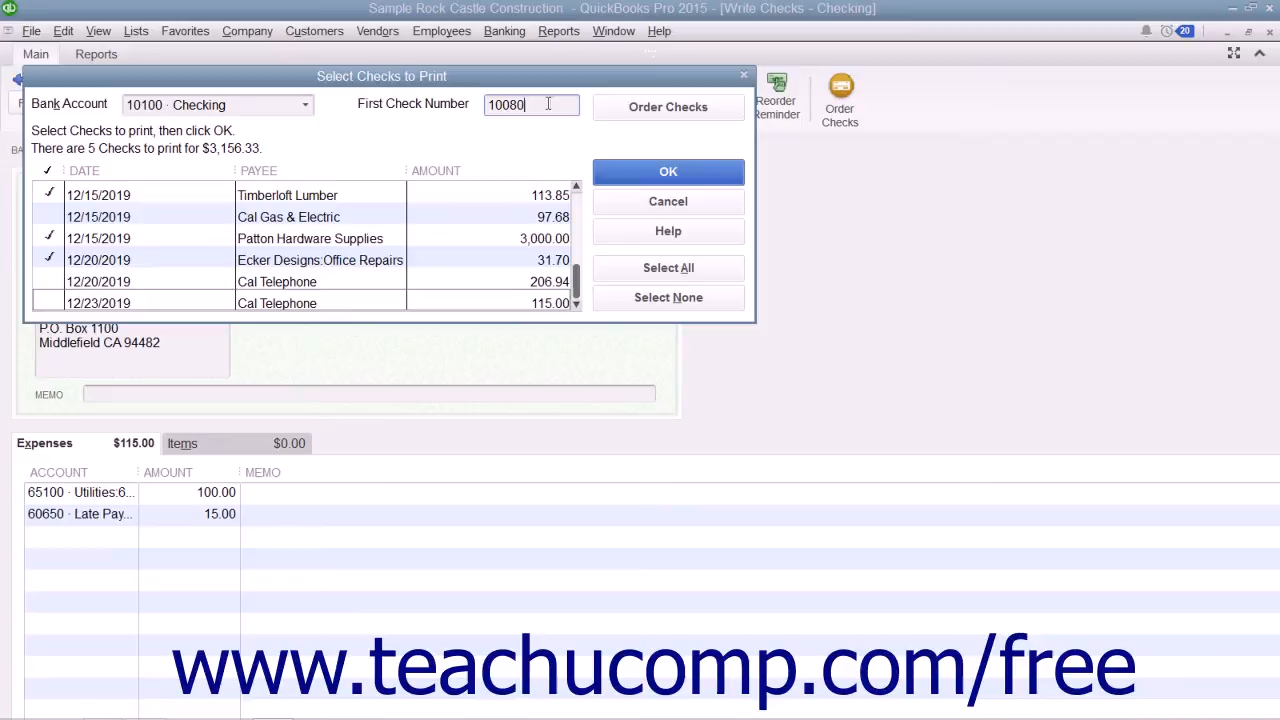 Sample Rock Castle Construction - QuickBooks Pro 2015 - [Write Checks - Checking]
File Edit View Lists Favorites Company Customers Vendors Employees Banking Reports Window Help 20
Main Reports
Select Checks to Print
Bank Account 10100 · Checking First Check Number 10080 Order Checks
Reorder Reminder
Order Checks
Select Checks to print, then click OK.
There are 5 Checks to print for $3,156.33.
✓ DATE PAYEE AMOUNT
✓ 12/15/2019 Timberloft Lumber 113.85
12/15/2019 Cal Gas & Electric 97.68
✓ 12/15/2019 Patton Hardware Supplies 3,000.00
✓ 12/20/2019 Ecker Designs:Office Repairs 31.70
12/20/2019 Cal Telephone 206.94
12/23/2019 Cal Telephone 115.00
OK
Cancel
Help
Select All
Select None
P.O. Box 1100
Middlefield CA 94482
MEMO
Expenses $115.00 Items $0.00
ACCOUNT AMOUNT MEMO
65100 · Utilities:6... 100.00
60650 · Late Pay... 15.00
www.teachucomp.com/free